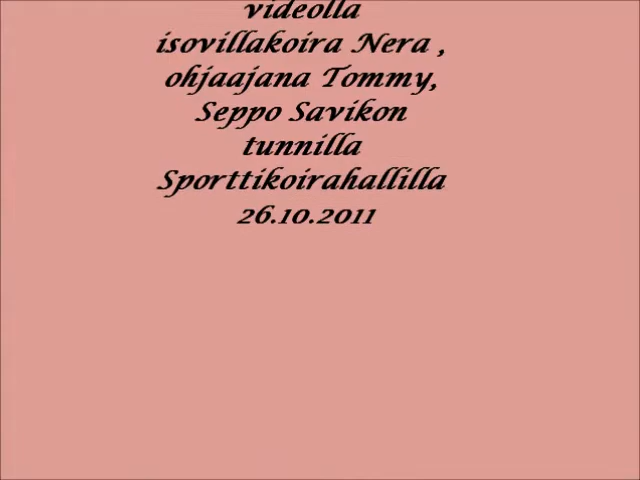 videolla
isovillakoira Nera ,
ohjaajana Tommy,
Seppo Savikon
tunnilla
Sporttikoirahallilla
26.10.2011